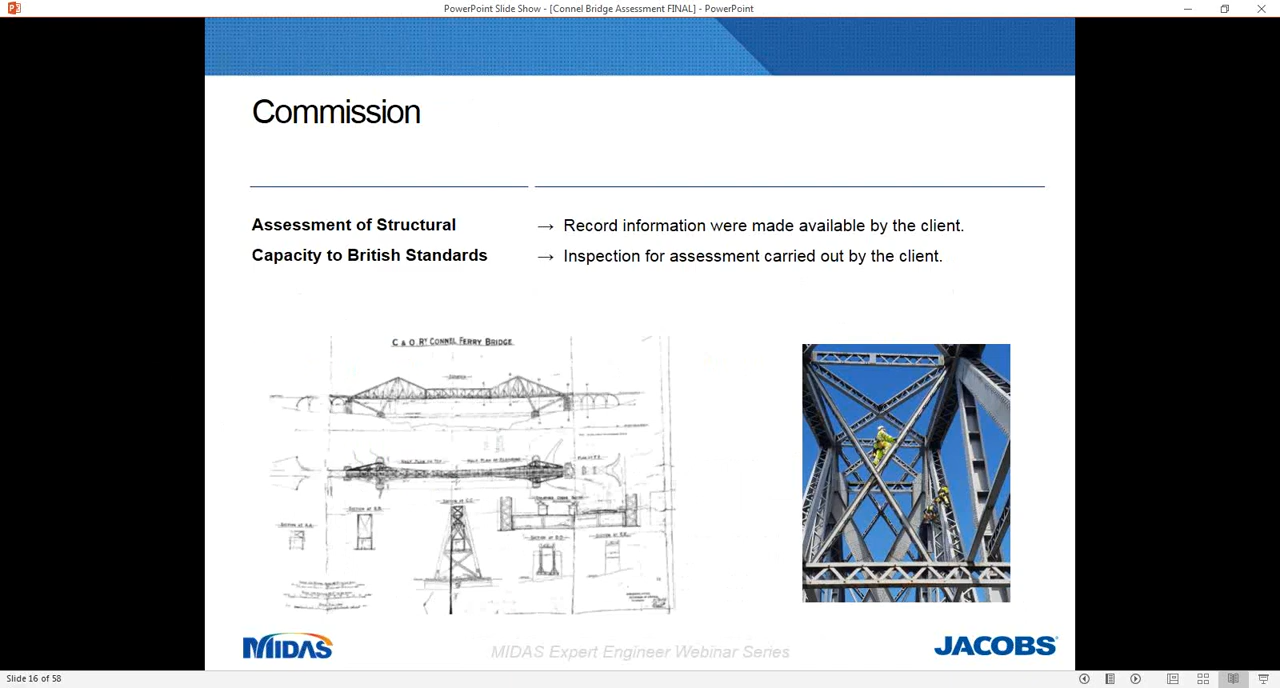 PowerPoint Slide Show - [Connel Bridge Assessment FINAL] - PowerPoint
Commission
Assessment of Structural
Capacity to British Standards
→ Record information were made available by the client.
→ Inspection for assessment carried out by the client.
C & O. RY CONNEL FERRY BRIDGE.
MIDAS
MIDAS Expert Engineer Webinar Series
JACOBS
Slide 16 of 58